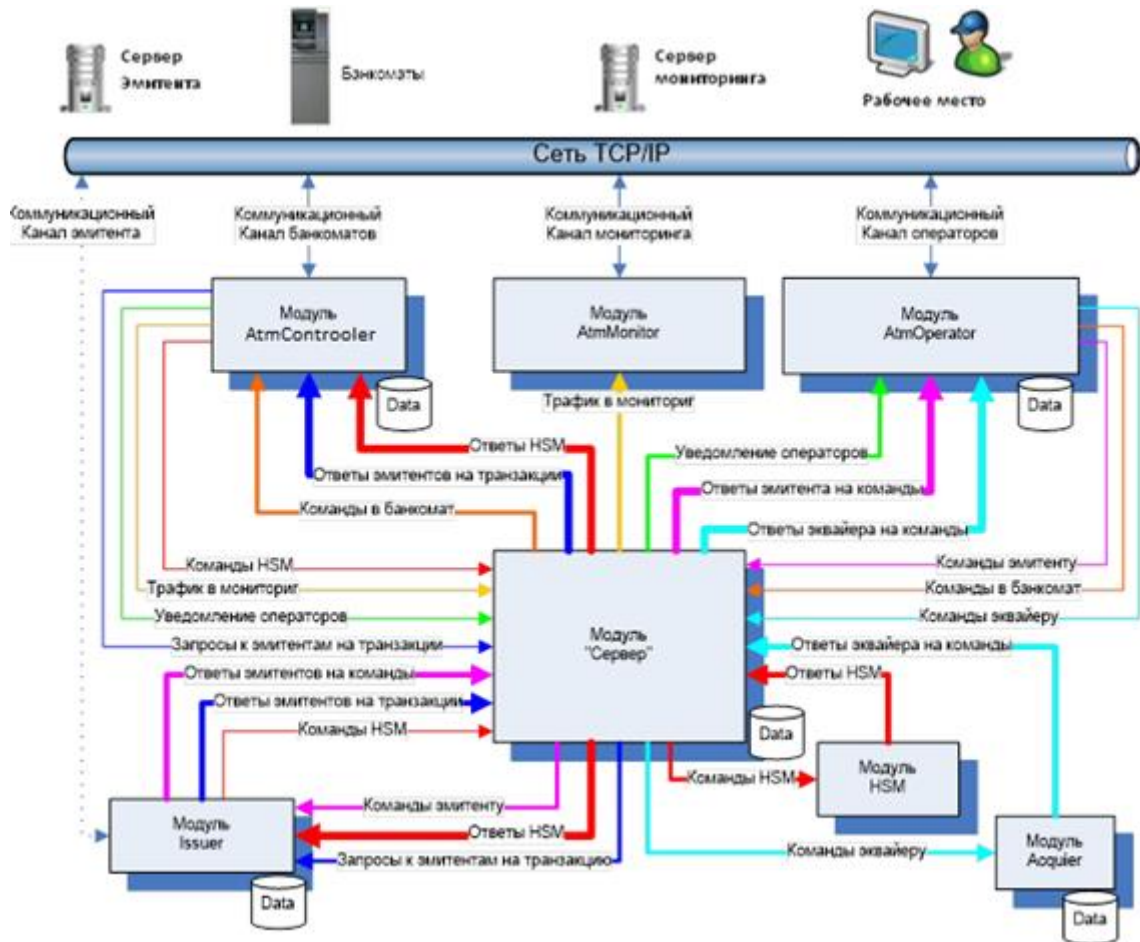 Сервер
Эмитента
Банкоматы
Сервер
мониторинга
Рабочее место
Сеть TCP/IP
Коммуникационный
Канал эмитента
Коммуникационный
Канал банкоматов
Коммуникационный
Канал мониторинга
Коммуникационный
Канал операторов
Модуль
AtmControoler
Модуль
AtmMonitor
Модуль
AtmOperator
Data
Data
Трафик в мониториг
Ответы HSM
Уведомление операторов
Ответы эмитентов на транзакции
Ответы эмитента на команды
Команды в банкомат
Ответы эквайера на команды
Команды HSM
Команды эмитенту
Трафик в мониториг
Команды в банкомат
Уведомление операторов
Команды эквайеру
Модуль
"Сервер"
Запросы к эмитентам на транзакции
Ответы эквайера на команды
Ответы эмитентов на команды
Ответы HSM
Ответы эмитентов на транзакции
Команды HSM
Data
Команды HSM
Модуль
HSM
Команды эмитенту
Модуль
Issuer
Ответы HSM
Запросы к эмитентам на транзакцию
Команды эквайеру
Модуль
Acquier
Data
Data